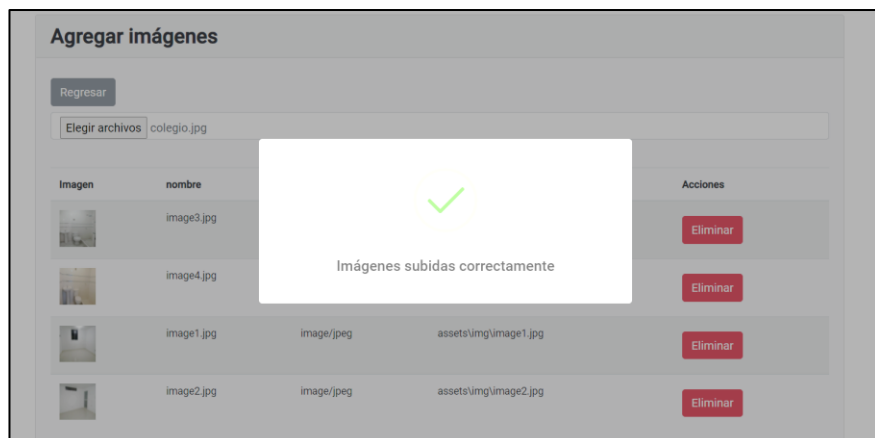 Agregar imágenes
Regresar
Elegir archivos colegio.jpg
Imagen nombre Acciones
image3.jpg Eliminar
Imágenes subidas correctamente
image4.jpg Eliminar
image1.jpg image/jpeg assets\img\image1.jpg Eliminar
image2.jpg image/jpeg assets\img\image2.jpg Eliminar